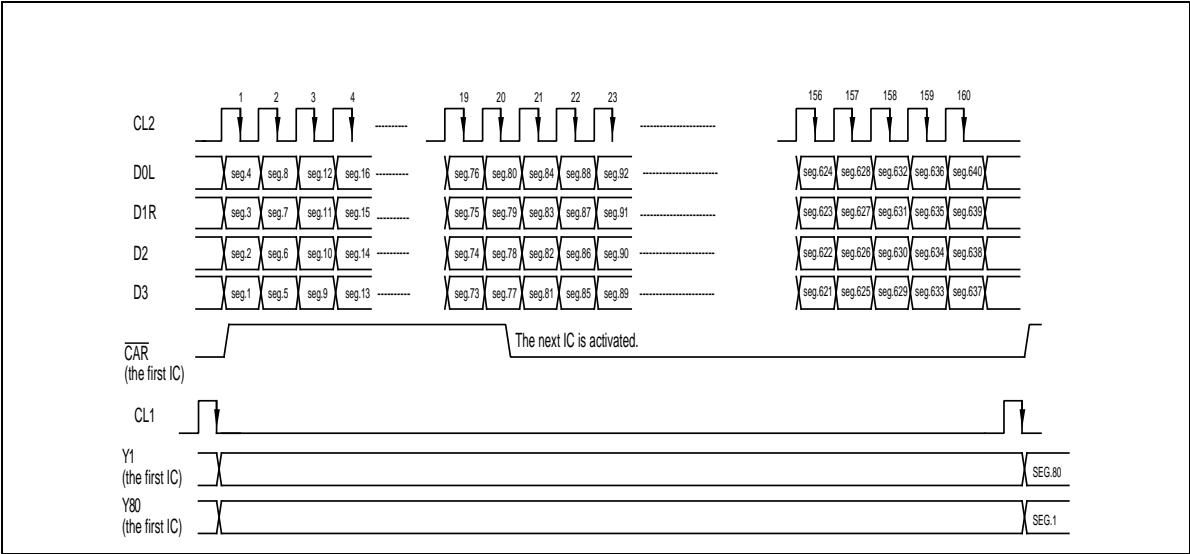 1 2 3 4 19 20 21 22 23 156 157 158 159 160
CL2
D0L seg.4 seg.8 seg.12 seg.16 seg.76 seg.80 seg.84 seg.88 seg.92 seg.624 seg.628 seg.632 seg.636 seg.640
D1R seg.3 seg.7 seg.11 seg.15 seg.75 seg.79 seg.83 seg.87 seg.91 seg.623 seg.627 seg.631 seg.635 seg.639
D2 seg.2 seg.6 seg.10 seg.14 seg.74 seg.78 seg.82 seg.86 seg.90 seg.622 seg.626 seg.630 seg.634 seg.638
D3 seg.1 seg.5 seg.9 seg.13 seg.73 seg.77 seg.81 seg.85 seg.89 seg.621 seg.625 seg.629 seg.633 seg.637
The next IC is activated.
CAR
(the first IC)
CL1
Y1
(the first IC)
SEG.80
Y80
(the first IC)
SEG.1